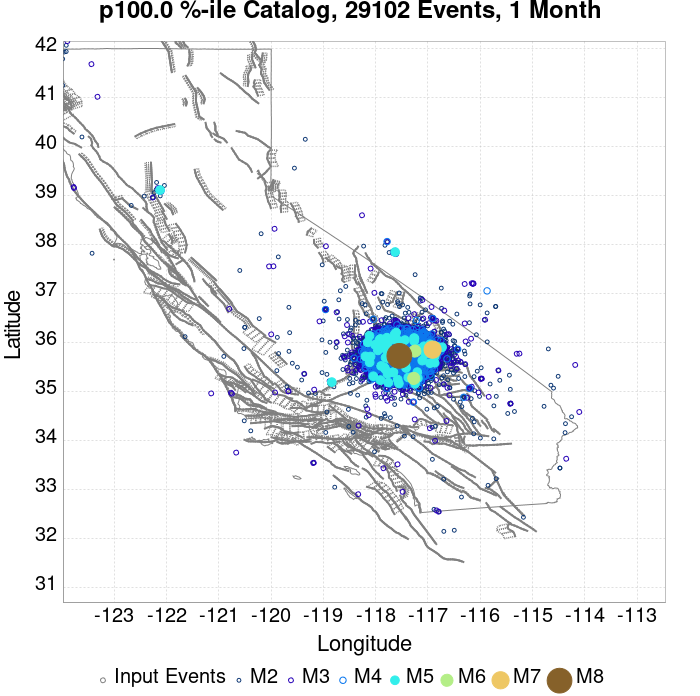 p100.0 %-ile Catalog, 29102 Events, 1 Month
42
41
40
39
38
37
36
35
34
33
32
31
Latitude
-123 -122 -121 -120 -119 -118 -117 -116 -115 -114 -113
Longitude
Input Events M2 M3 M4 M5 M6 M7 M8